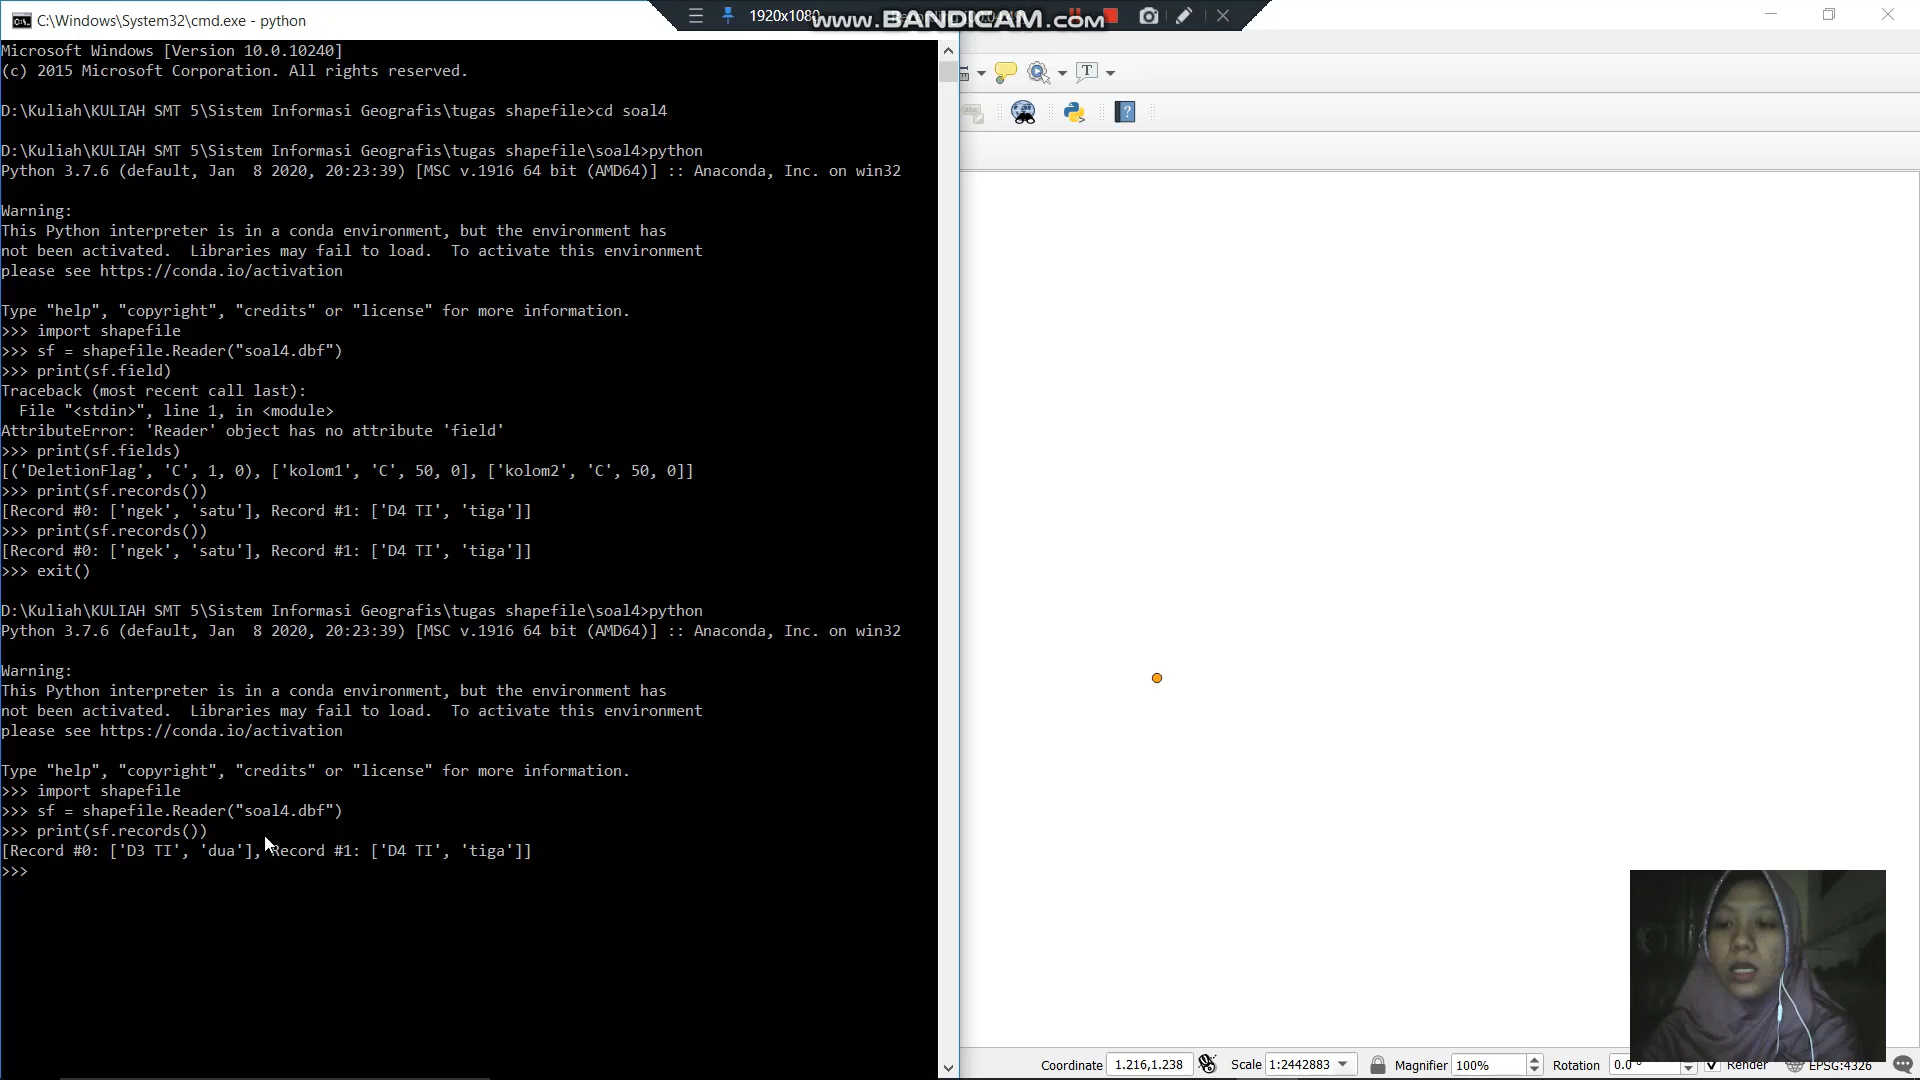 C:\Windows\System32\cmd.exe - python
1920x1080
www.BANDICAM.com
Microsoft Windows [Version 10.0.10240]
(c) 2015 Microsoft Corporation. All rights reserved.
D:\Kuliah\KULIAH SMT 5\Sistem Informasi Geografis\tugas shapefile>cd soal4
D:\Kuliah\KULIAH SMT 5\Sistem Informasi Geografis\tugas shapefile\soal4>python
Python 3.7.6 (default, Jan  8 2020, 20:23:39) [MSC v.1916 64 bit (AMD64)] :: Anaconda, Inc. on win32
Warning:
This Python interpreter is in a conda environment, but the environment has
not been activated.  Libraries may fail to load.  To activate this environment
please see https://conda.io/activation
Type "help", "copyright", "credits" or "license" for more information.
>>> import shapefile
>>> sf = shapefile.Reader("soal4.dbf")
>>> print(sf.field)
Traceback (most recent call last):
  File "<stdin>", line 1, in <module>
AttributeError: 'Reader' object has no attribute 'field'
>>> print(sf.fields)
[('DeletionFlag', 'C', 1, 0), ['kolom1', 'C', 50, 0], ['kolom2', 'C', 50, 0]]
>>> print(sf.records())
[Record #0: ['ngek', 'satu'], Record #1: ['D4 TI', 'tiga']]
>>> print(sf.records())
[Record #0: ['ngek', 'satu'], Record #1: ['D4 TI', 'tiga']]
>>> exit()
D:\Kuliah\KULIAH SMT 5\Sistem Informasi Geografis\tugas shapefile\soal4>python
Python 3.7.6 (default, Jan  8 2020, 20:23:39) [MSC v.1916 64 bit (AMD64)] :: Anaconda, Inc. on win32
Warning:
This Python interpreter is in a conda environment, but the environment has
not been activated.  Libraries may fail to load.  To activate this environment
please see https://conda.io/activation
Type "help", "copyright", "credits" or "license" for more information.
>>> import shapefile
>>> sf = shapefile.Reader("soal4.dbf")
>>> print(sf.records())
[Record #0: ['D3 TI', 'dua'], Record #1: ['D4 TI', 'tiga']]
>>>
Coordinate 1.216,1.238 Scale 1:2442883 Magnifier 100% Rotation 0.0 ° Render EPSG:4326